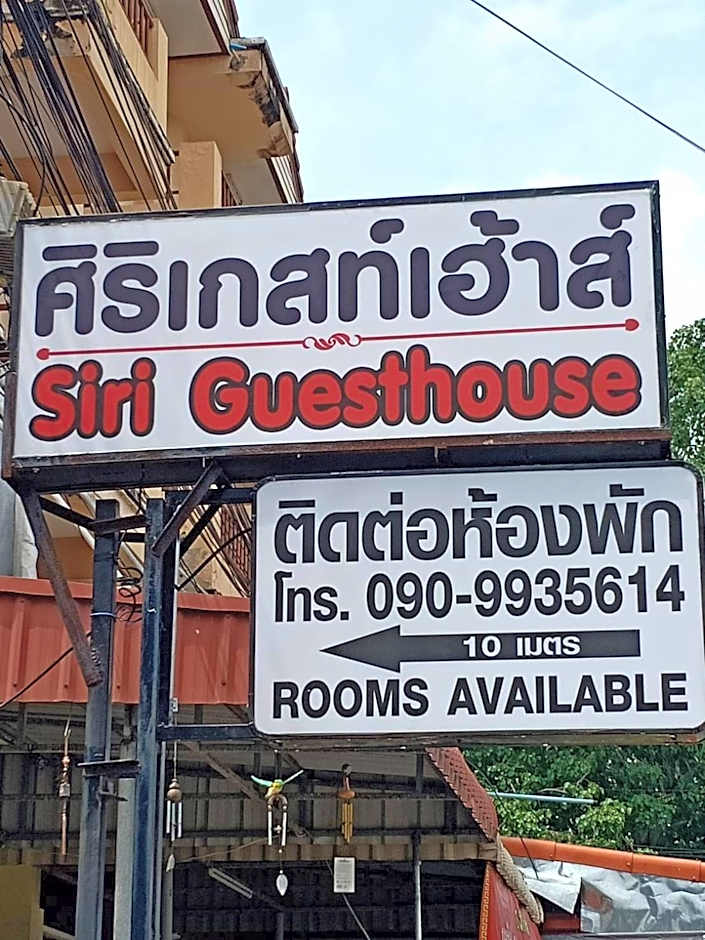 ศิริเกสท์เฮ้าส์
Siri Guesthouse
ติดต่อห้องพัก
โทร. 090-9935614
10 เมตร
ROOMS AVAILABLE